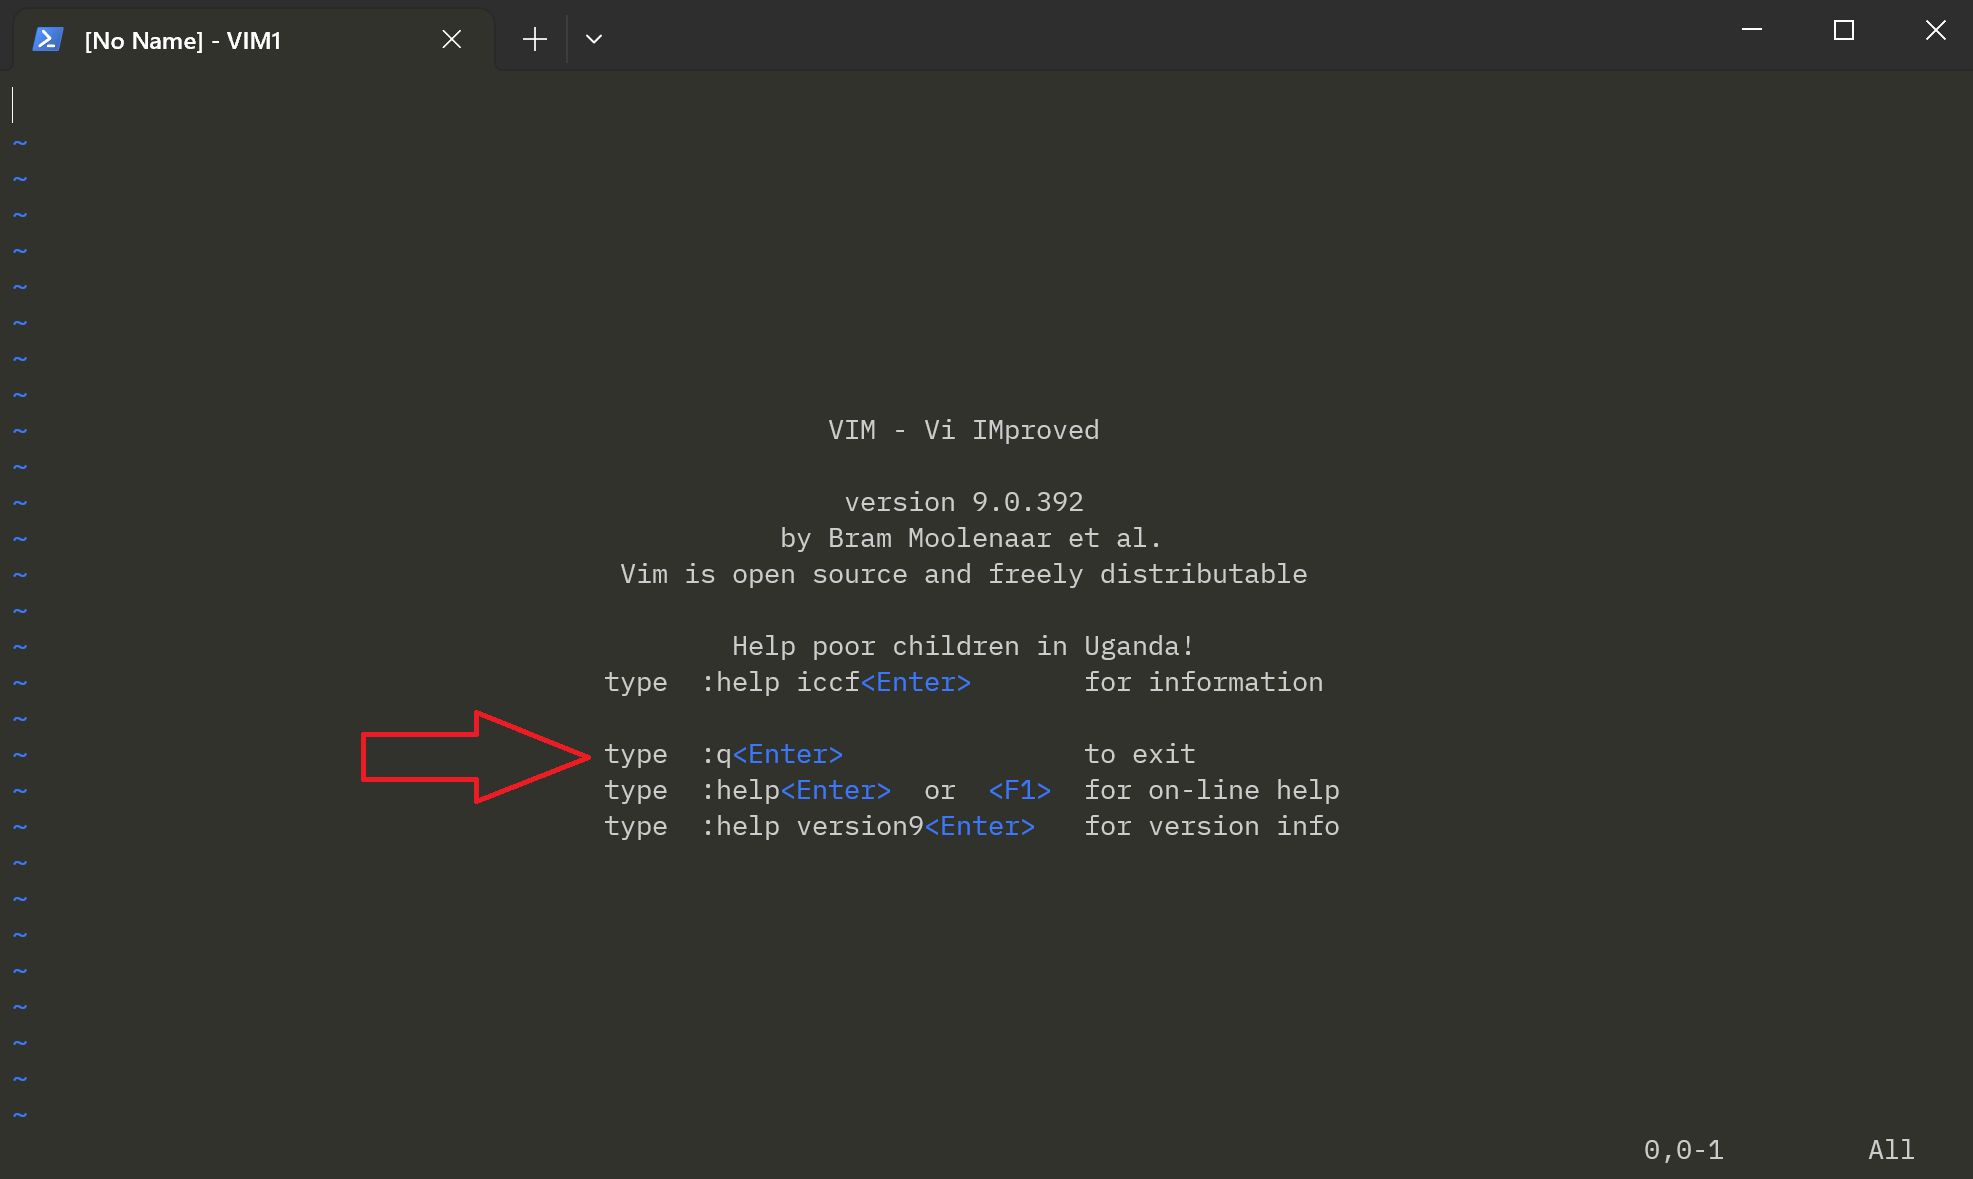 [No Name] - VIM1
~
~
~
~
~
~
~
~
VIM - Vi IMproved
~
~
version 9.0.392
~
by Bram Moolenaar et al.
~
Vim is open source and freely distributable
~
~
Help poor children in Uganda!
~
type  :help iccf<Enter>       for information
~
~
type  :q<Enter>               to exit
~
type  :help<Enter>  or  <F1>  for on-line help
~
type  :help version9<Enter>   for version info
~
~
~
~
~
~
~
~
~
0,0-1         All